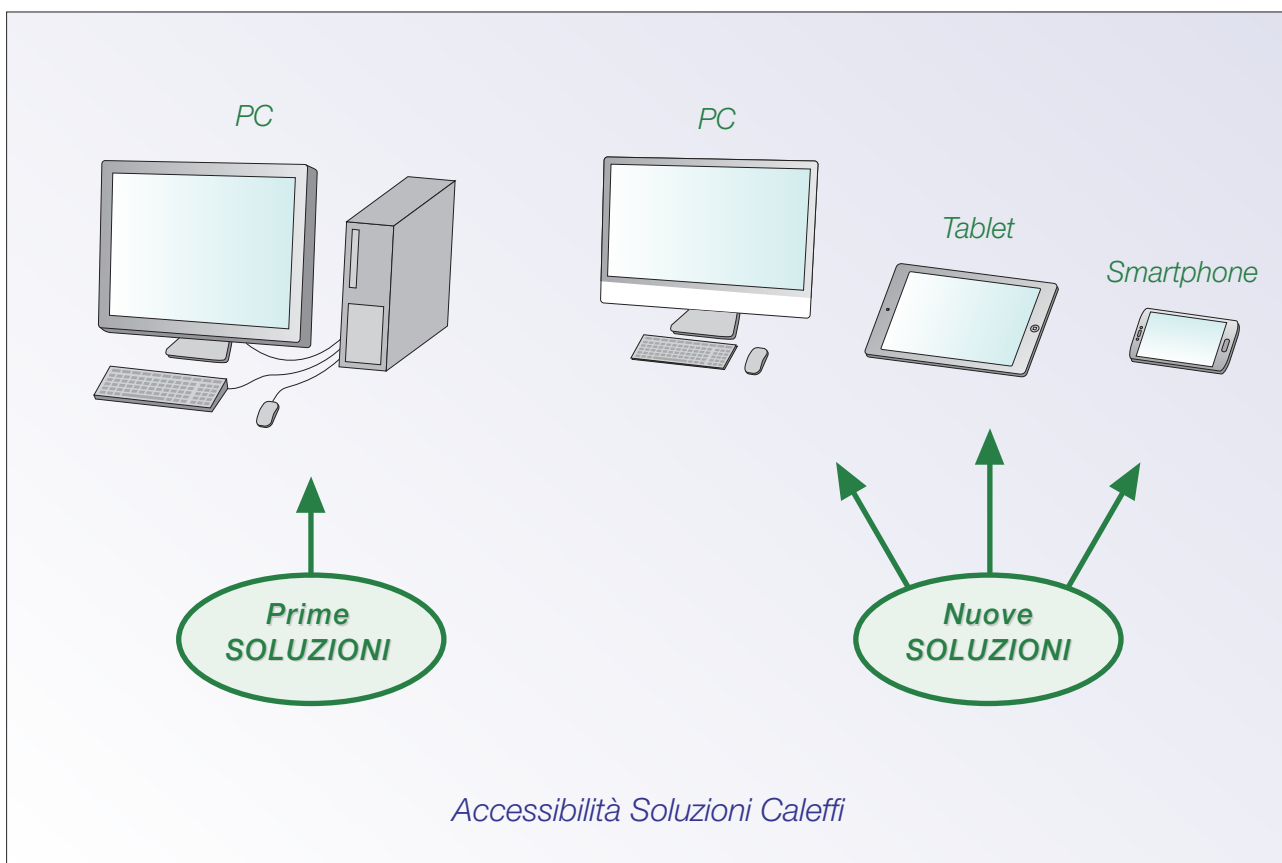 PC
PC
Tablet
Smartphone
Prime
SOLUZIONI
Nuove
SOLUZIONI
Accessibilità Soluzioni Caleffi